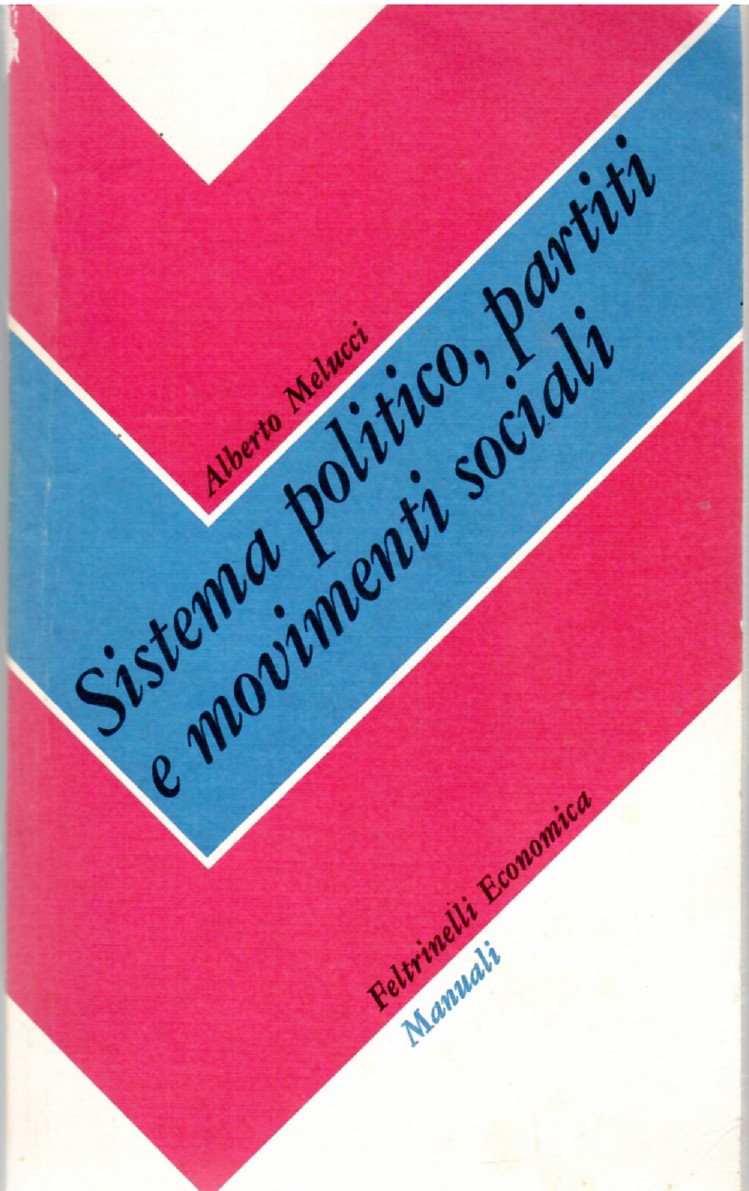 Alberto Melucci
Sistema politico, partiti
e movimenti sociali
Feltrinelli Economica
Manuali